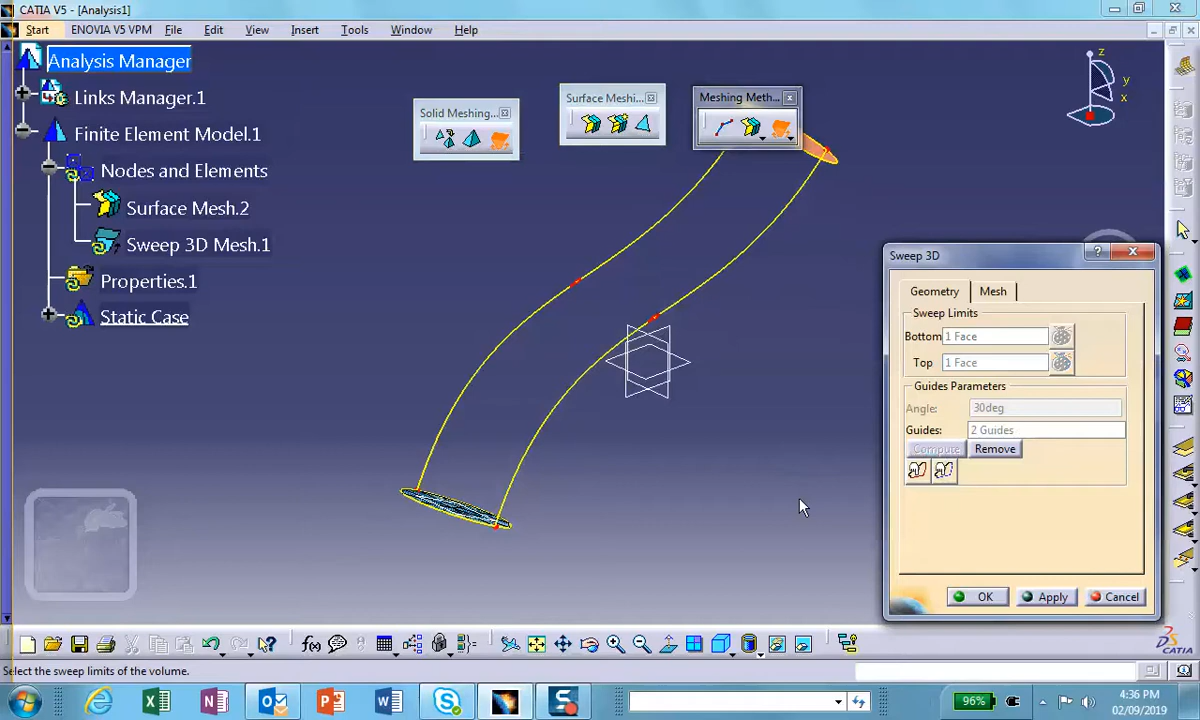 CATIA V5 - [Analysis1]
Start ENOVIA V5 VPM File Edit View Insert Tools Window Help
Analysis Manager
Links Manager.1
Finite Element Model.1
Nodes and Elements
Surface Mesh.2
Sweep 3D Mesh.1
Properties.1
Static Case
Solid Meshing...
Surface Meshi...
Meshing Meth...
z
y
x
Sweep 3D
Geometry Mesh
Sweep Limits
Bottom 1 Face
Top 1 Face
Guides Parameters
Angle: 30deg
Guides: 2 Guides
Compute Remove
OK Apply Cancel
f(x)
CATIA
Select the sweep limits of the volume.
96%
4:36 PM
02/09/2019